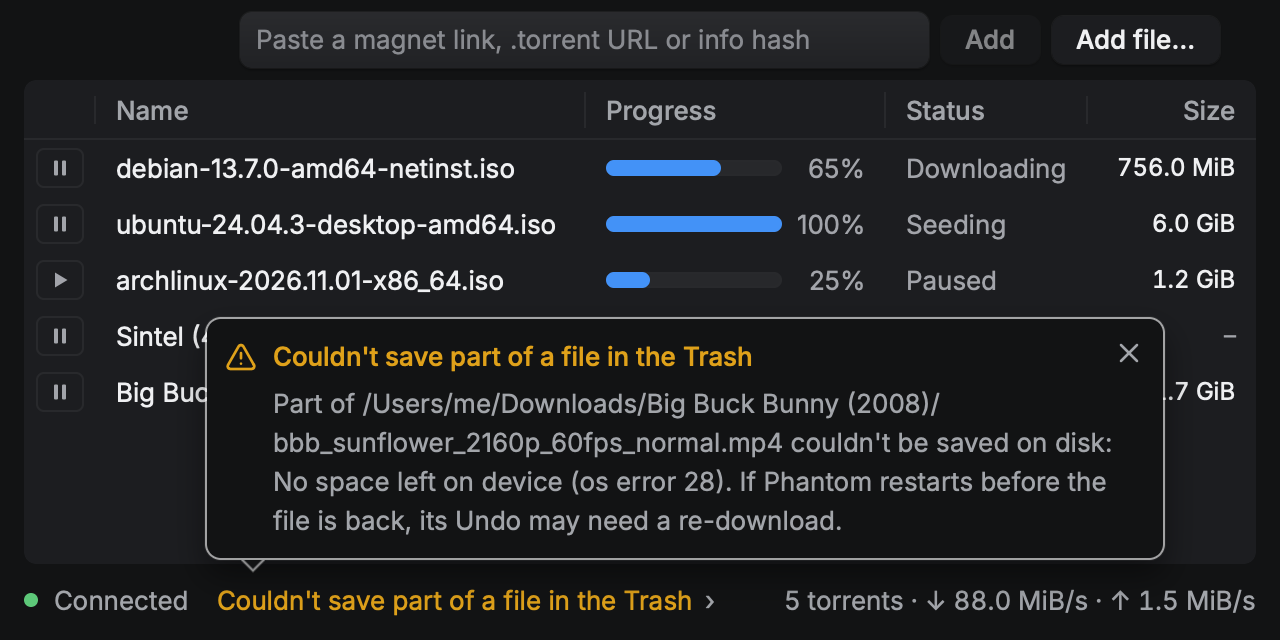 Paste a magnet link, .torrent URL or info hash
Add
Add file...
Name Progress Status Size
debian-13.7.0-amd64-netinst.iso 65% Downloading 756.0 MiB
ubuntu-24.04.3-desktop-amd64.iso 100% Seeding 6.0 GiB
archlinux-2026.11.01-x86_64.iso 25% Paused 1.2 GiB
Sintel ( –
Big Buc .7 GiB
Couldn't save part of a file in the Trash
Part of /Users/me/Downloads/Big Buck Bunny (2008)/
bbb_sunflower_2160p_60fps_normal.mp4 couldn't be saved on disk:
No space left on device (os error 28). If Phantom restarts before the
file is back, its Undo may need a re-download.
Connected Couldn't save part of a file in the Trash › 5 torrents · ↓ 88.0 MiB/s · ↑ 1.5 MiB/s